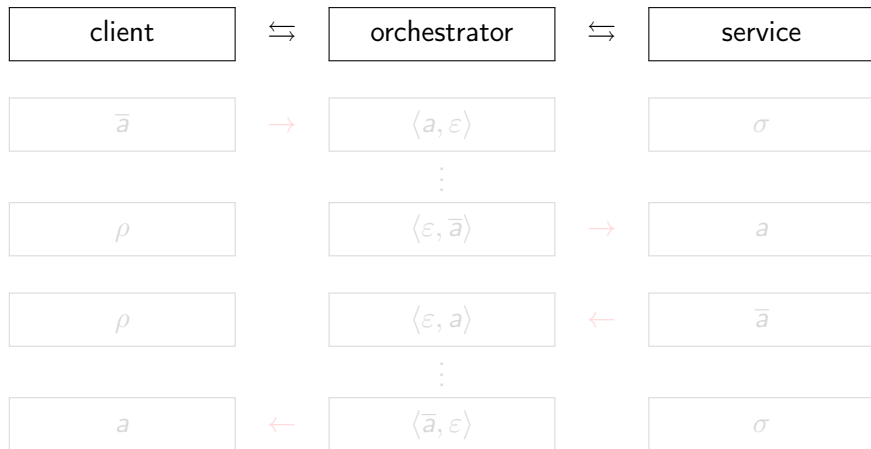 client ⇆ orchestrator ⇆ service
a̅ → ⟨a, ε⟩ σ
⋮
ρ ⟨ε, a̅⟩ → a
ρ ⟨ε, a⟩ ← a̅
⋮
a ← ⟨a̅, ε⟩ σ